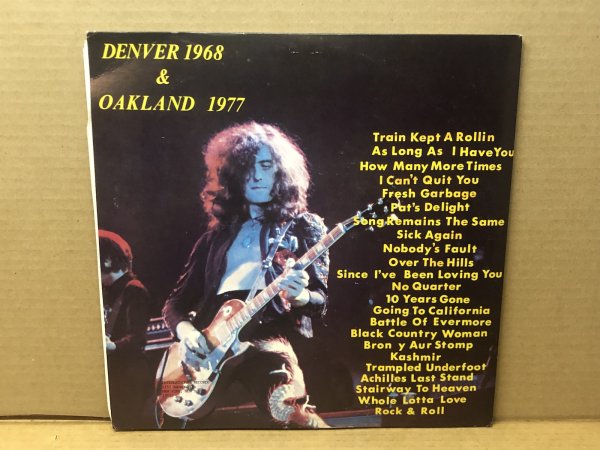 DENVER 1968
&
OAKLAND 1977
Train Kept A Rollin
As Long As I Have You
How Many More Times
I Can't Quit You
Fresh Garbage
Pat's Delight
Song Remains The Same
Sick Again
Nobody's Fault
Over The Hills
Since I've Been Loving You
No Quarter
10 Years Gone
Going To California
Battle Of Evermore
Black Country Woman
Bron y Aur Stomp
Kashmir
Trampled Underfoot
Achilles Last Stand
Stairway To Heaven
Whole Lotta Love
Rock & Roll